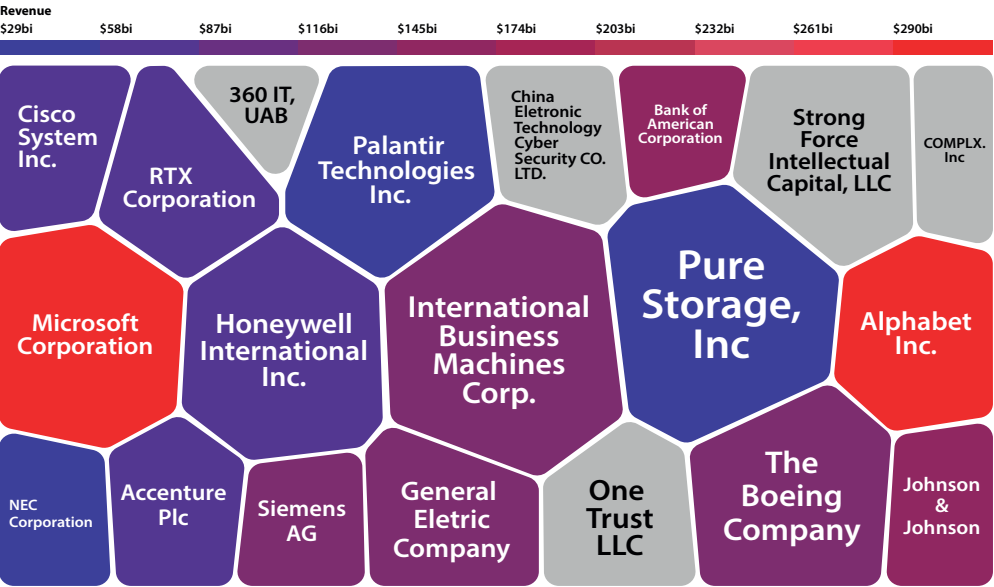 Revenue
$29bi $58bi $87bi $116bi $145bi $174bi $203bi $232bi $261bi $290bi
Cisco
System
Inc.
RTX
Corporation
360 IT,
UAB
Palantir
Technologies
Inc.
China
Eletronic
Technology
Cyber
Security CO.
LTD.
Bank of
American
Corporation
Strong
Force
Intellectual
Capital, LLC
COMPLX.
Inc
Microsoft
Corporation
Honeywell
International
Inc.
International
Business
Machines
Corp.
Pure
Storage,
Inc
Alphabet
Inc.
NEC
Corporation
Accenture
Plc
Siemens
AG
General
Eletric
Company
One
Trust
LLC
The
Boeing
Company
Johnson
&
Johnson